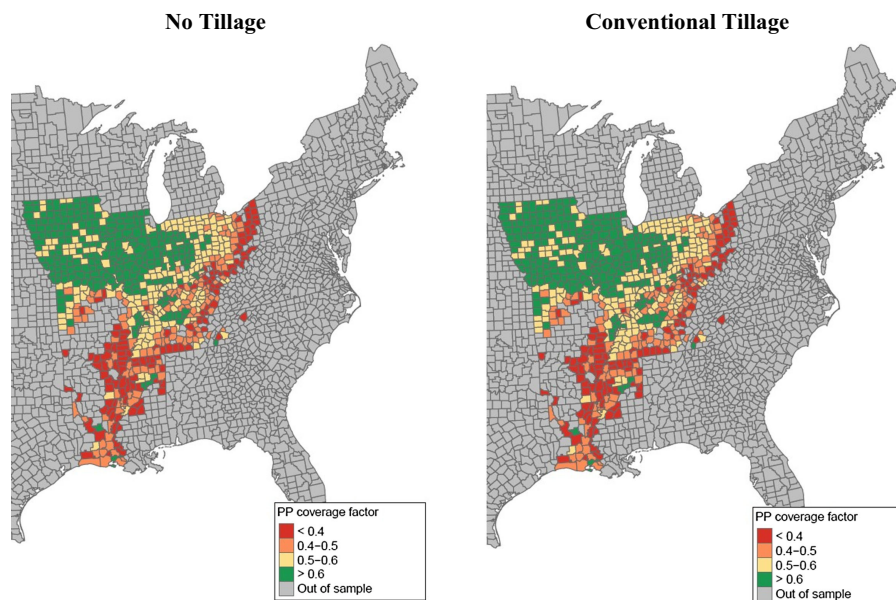 No Tillage
Conventional Tillage
PP coverage factor
< 0.4
0.4–0.5
0.5–0.6
> 0.6
Out of sample
PP coverage factor
< 0.4
0.4–0.5
0.5–0.6
> 0.6
Out of sample